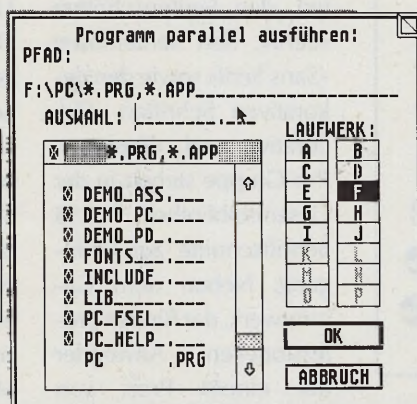 Programm parallel ausführen:
PFAD:
F:\PC\*.PRG,*.APP
AUSWAHL: ________.___
LAUFWERK:
*.PRG,*.APP
A B
C D
E F
G H
I J
K L
M N
O P
DEMO_ASS.___
DEMO_PC_.___
DEMO_PD_.___
FONTS___.___
INCLUDE_.___
LIB_____.___
PC_FSEL_.___
PC_HELP_.___
PC .PRG
OK
ABBRUCH